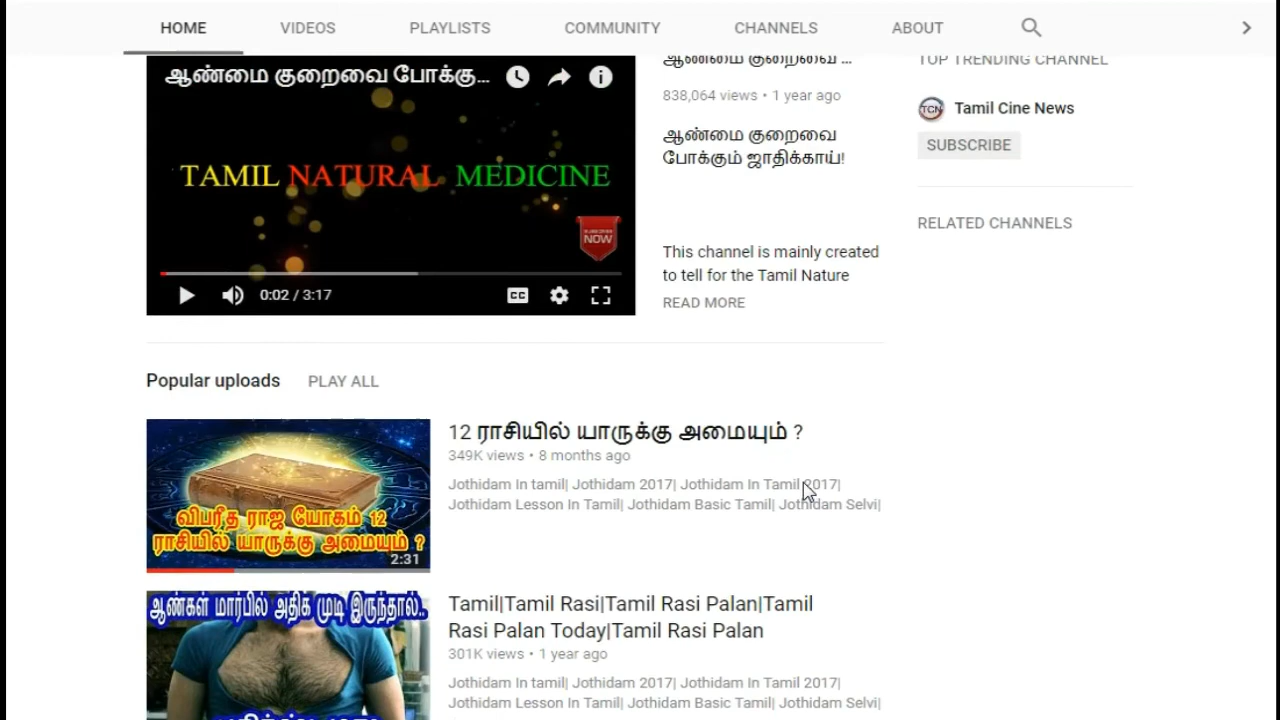 HOME
VIDEOS
PLAYLISTS
COMMUNITY
CHANNELS
ABOUT
ஆண்மை குறைவை போக்கு...
TAMIL NATURAL MEDICINE
SUBSCRIBE
NOW
0:02 / 3:17
CC
ஆண்மை குறைவை ...
838,064 views • 1 year ago
ஆண்மை குறைவை
போக்கும் ஜாதிக்காய்!
This channel is mainly created
to tell for the Tamil Nature
READ MORE
TOP TRENDING CHANNEL
TCN
Tamil Cine News
SUBSCRIBE
RELATED CHANNELS
Popular uploads
PLAY ALL
விபரீத ராஜ யோகம் 12
ராசியில் யாருக்கு அமையும் ?
2:31
12 ராசியில் யாருக்கு அமையும் ?
349K views • 8 months ago
Jothidam In tamil| Jothidam 2017| Jothidam In Tamil 2017|
Jothidam Lesson In Tamil| Jothidam Basic Tamil| Jothidam Selvi|
ஆண்கள் மார்பில் அதிக முடி இருந்தால்..
Tamil|Tamil Rasi|Tamil Rasi Palan|Tamil
Rasi Palan Today|Tamil Rasi Palan
301K views • 1 year ago
Jothidam In tamil| Jothidam 2017| Jothidam In Tamil 2017|
Jothidam Lesson In Tamil| Jothidam Basic Tamil| Jothidam Selvi|